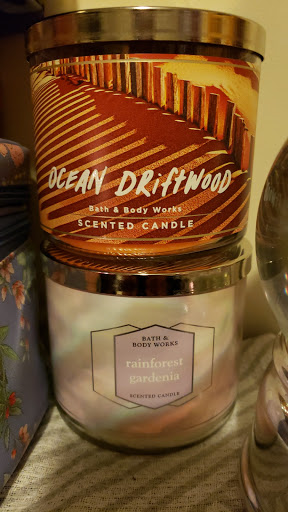 OCEAN DRiFTWOOD
Bath & Body Works
SCENTED CANDLE
BATH &
BODY WORKS
rainforest
gardenia
SCENTED CANDLE